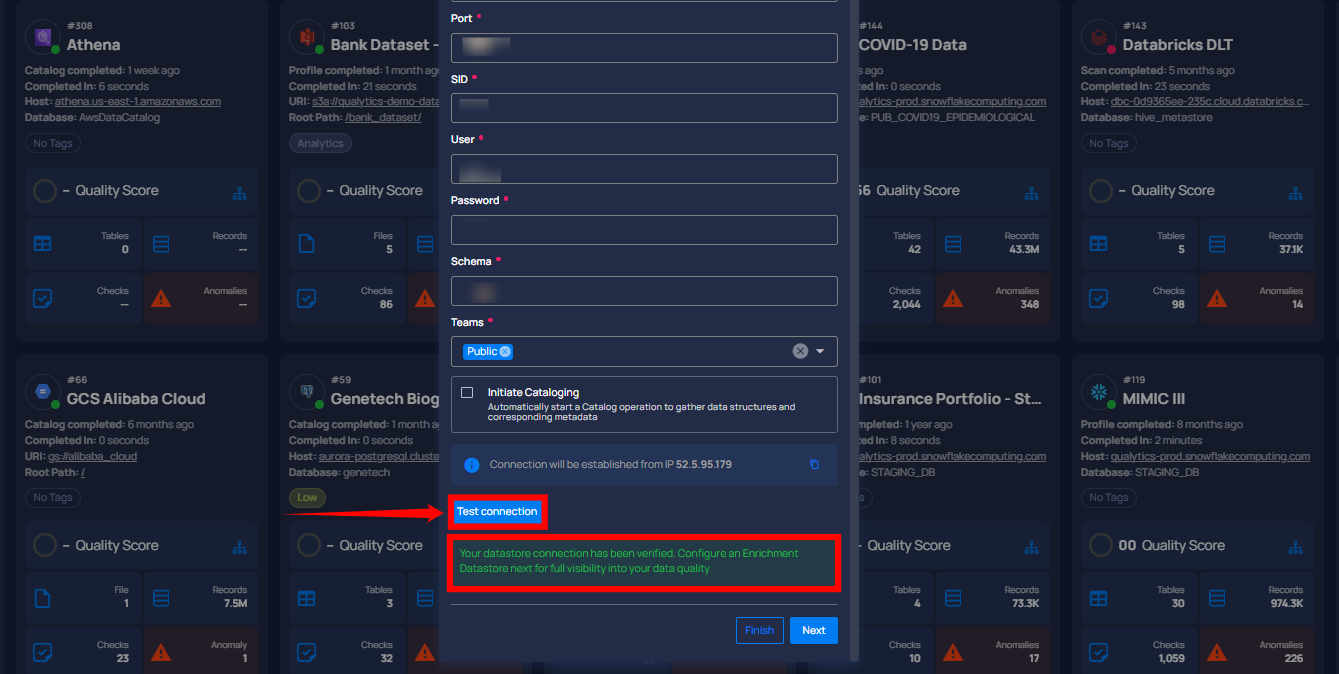 #308
Athena
Catalog completed: 1 week ago
Completed In: 6 seconds
Host: athena.us-east-1.amazonaws.com
Database: AwsDataCatalog
No Tags
– Quality Score
Tables
0
Records
--
Checks
--
Anomalies
--
#103
Bank Dataset -
Profile completed: 1 month ago
Completed In: 21 seconds
URI: s3a://qualytics-demo-data
Root Path: /bank_dataset/
Analytics
– Quality Score
Files
5
Checks
86
Port *
SID *
User *
Password *
Schema *
Teams *
Public
Initiate Cataloging
Automatically start a Catalog operation to gather data structures and
corresponding metadata
Connection will be established from IP 52.5.95.179
Test connection
Your datastore connection has been verified. Configure an Enrichment
Datastore next for full visibility into your data quality
Finish
Next
#144
COVID-19 Data
s ago
ed In: 0 seconds
alytics-prod.snowflakecomputing.com
e: PUB_COVID19_EPIDEMIOLOGICAL
56 Quality Score
Tables
42
Records
43.3M
Checks
2,044
Anomalies
348
#143
Databricks DLT
Scan completed: 5 months ago
Completed In: 23 seconds
Host: dbc-0d9365ee-235c.cloud.databricks.c...
Database: hive_metastore
No Tags
– Quality Score
Tables
5
Records
37.1K
Checks
98
Anomalies
14
#66
GCS Alibaba Cloud
Catalog completed: 6 months ago
Completed In: 0 seconds
URI: gs://alibaba_cloud
Root Path: /
No Tags
– Quality Score
File
1
Records
7.5M
Checks
23
Anomaly
1
#59
Genetech Biog
Catalog completed: 1 month a
Completed In: 0 seconds
Host: aurora-postgresql.cluste
Database: genetech
Low
– Quality Score
Tables
3
Checks
32
#101
Insurance Portfolio - St...
mpleted: 1 year ago
ed In: 8 seconds
alytics-prod.snowflakecomputing.com
e: STAGING_DB
s
- Quality Score
Tables
4
Records
73.3K
Checks
10
Anomalies
17
#119
MIMIC III
Profile completed: 8 months ago
Completed In: 2 minutes
Host: qualytics-prod.snowflakecomputing.com
Database: STAGING_DB
No Tags
00 Quality Score
Tables
30
Records
974.3K
Checks
1,059
Anomalies
226